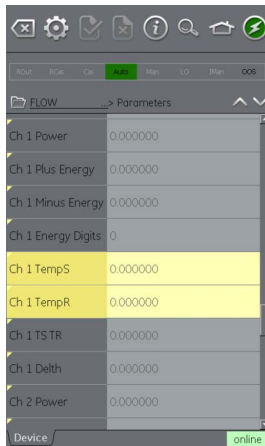 ROut RCas Cas Auto Man LO IMan OOS
FLOW ...> Parameters
Ch 1 Power 0.000000
Ch 1 Plus Energy 0.000000
Ch 1 Minus Energy 0.000000
Ch 1 Energy Digits 0
Ch 1 TempS 0.000000
Ch 1 TempR 0.000000
Ch 1 TS TR 0.000000
Ch 1 Delth 0.000000
Ch 2 Power 0.000000
Device online